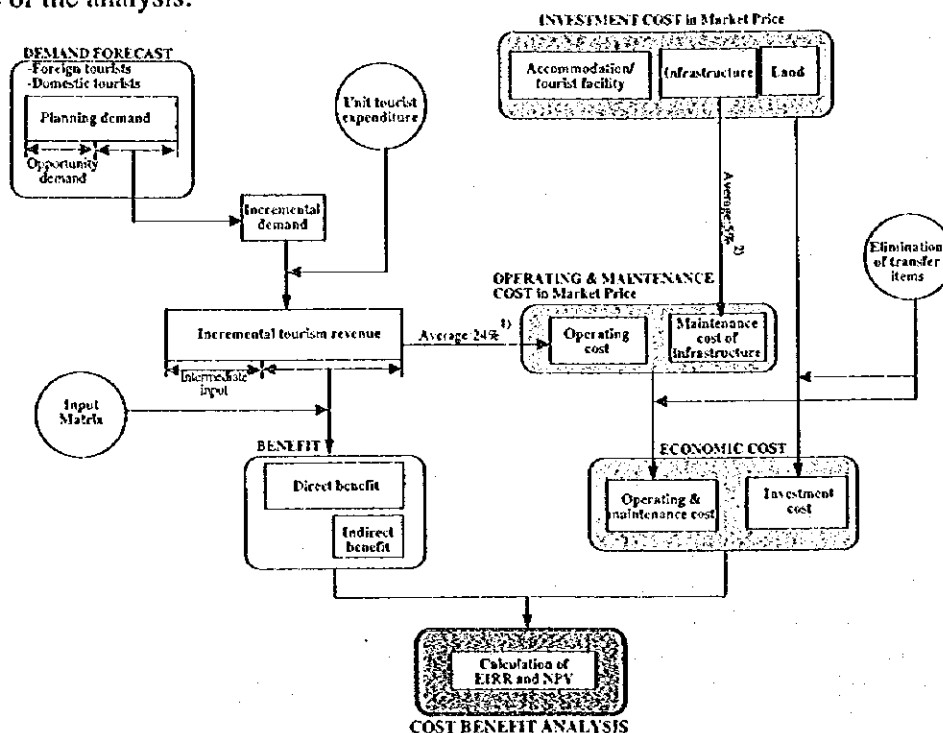 of the analysis.
INVESTMENT COST in Market Price
Accommodation/
tourist facility
Infrastructure
Land
DEMAND FORECAST
-Foreign tourists
-Domestic tourists
Planning demand
Opportunity
demand
Unit tourist
expenditure
Incremental
demand
Average 5% 2)
Elimination
of transfer
items
OPERATING & MAINTENANCE
COST in Market Price
Operating
cost
Maintenance
cost of
Infrastructure
Incremental tourism revenue
Average 24% 1)
Intermediate
input
Input
Matrix
BENEFIT
Direct benefit
Indirect
benefit
ECONOMIC COST
Operating &
maintenance cost
Investment
cost
Calculation of
EIRR and NPV
COST BENEFIT ANALYSIS